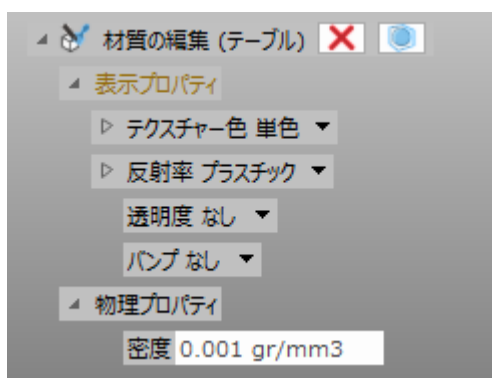 材質の編集 (テーブル)
表示プロパティ
テクスチャー色 単色
反射率 プラスチック
透明度 なし
バンプ なし
物理プロパティ
密度 0.001 gr/mm3